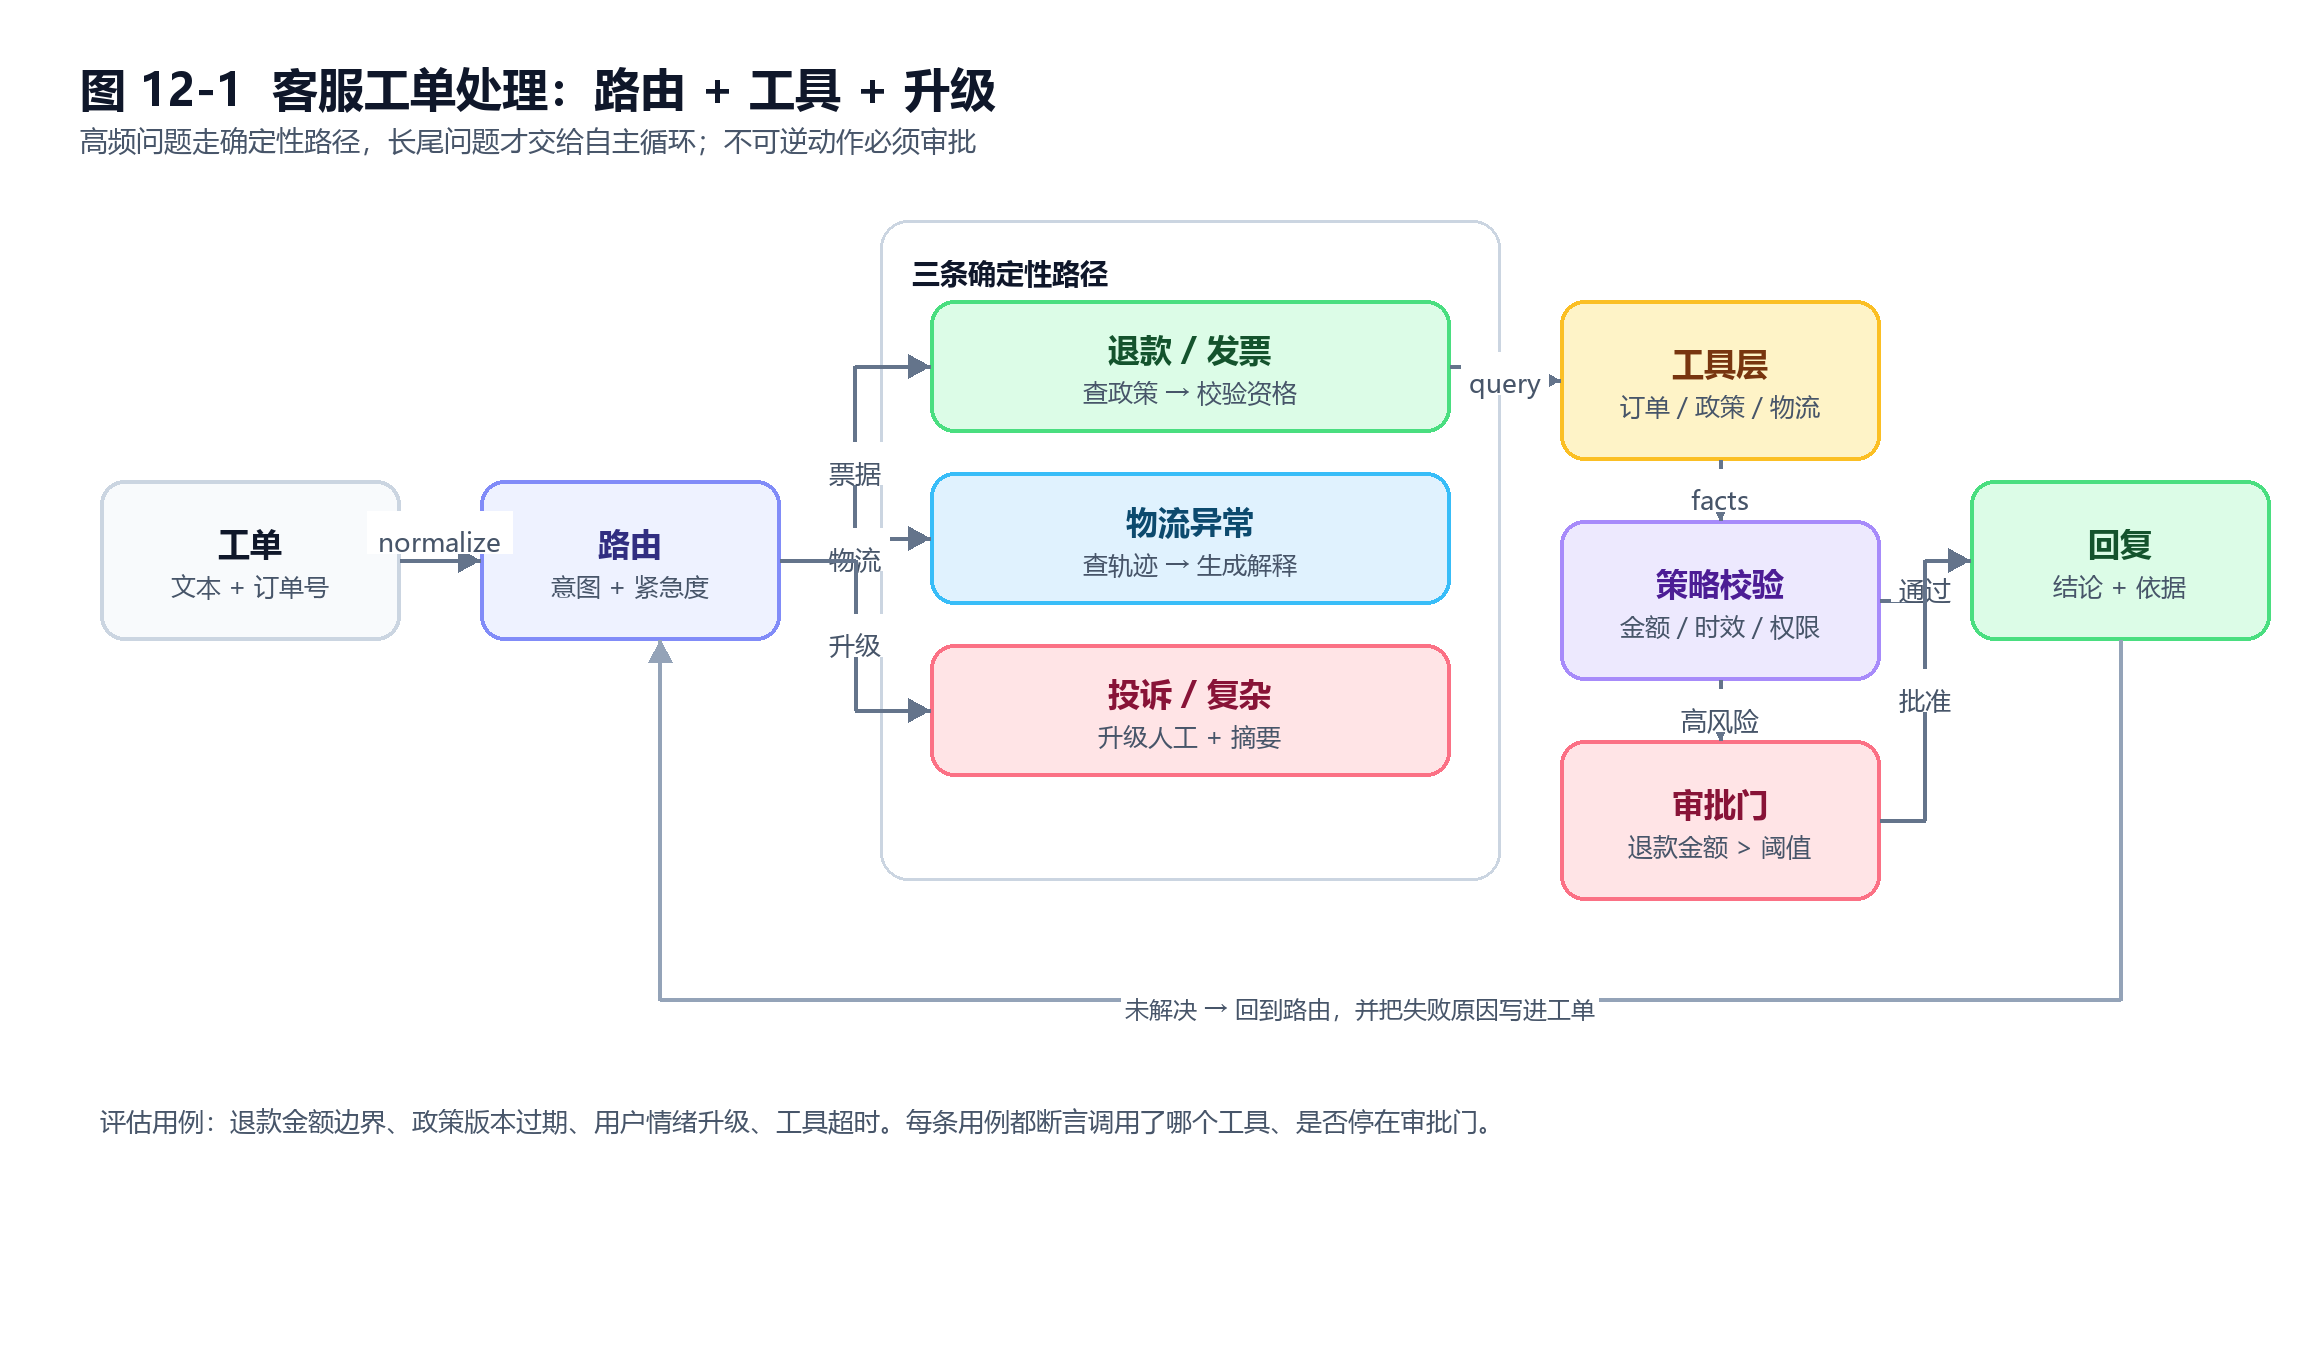 图 12-1 客服工单处理：路由 + 工具 + 升级
高频问题走确定性路径，长尾问题才交给自主循环；不可逆动作必须审批
三条确定性路径
工单
文本 + 订单号
normalize
路由
意图 + 紧急度
票据
物流
升级
退款 / 发票
查政策 → 校验资格
物流异常
查轨迹 → 生成解释
投诉 / 复杂
升级人工 + 摘要
query
工具层
订单 / 政策 / 物流
facts
策略校验
金额 / 时效 / 权限
高风险
审批门
退款金额 > 阈值
通过
批准
回复
结论 + 依据
未解决 → 回到路由，并把失败原因写进工单
评估用例：退款金额边界、政策版本过期、用户情绪升级、工具超时。每条用例都断言调用了哪个工具、是否停在审批门。